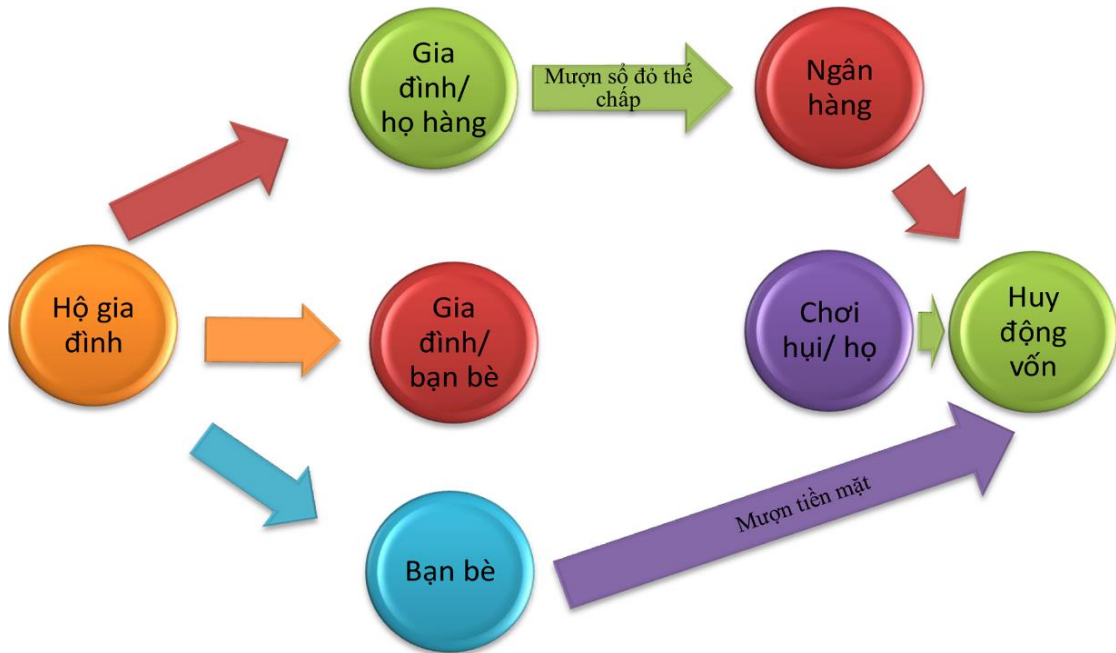 Gia
đình/
họ hàng
Mượn sổ đỏ thế
chấp
Ngân
hàng
Hộ gia
đình
Gia
đình/
bạn bè
Chơi
hụi/ họ
Huy
động
vốn
Bạn bè
Mượn tiền mặt